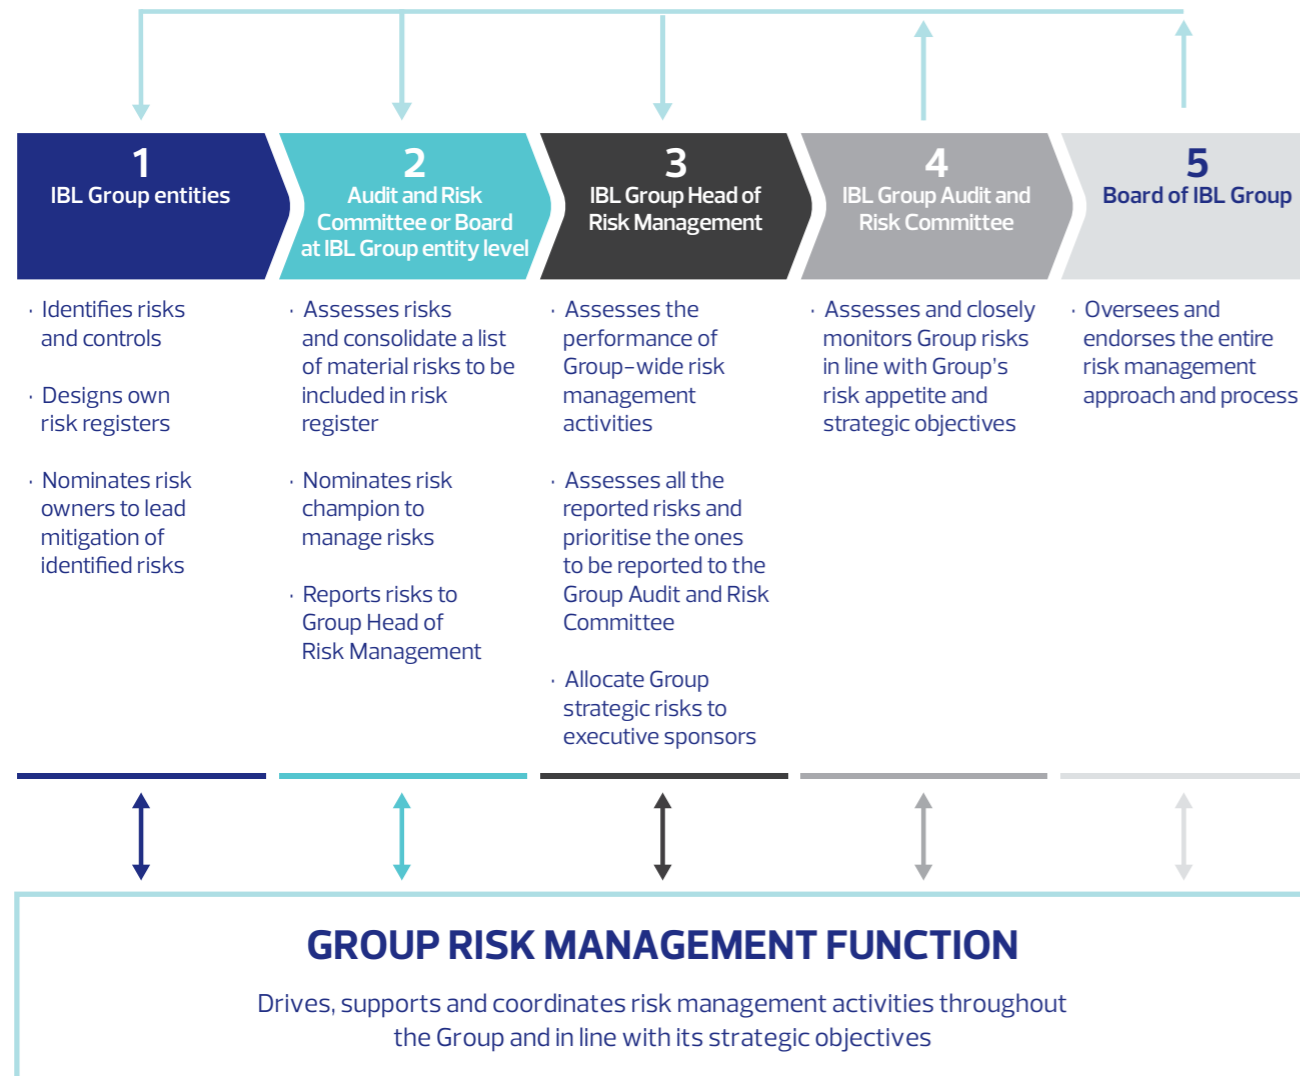 1
IBL Group entities
· Identifies risks
and controls
· Designs own
risk registers
· Nominates risk
owners to lead
mitigation of
identified risks
2
Audit and Risk
Committee or Board
at IBL Group entity level
· Assesses risks
and consolidate a list
of material risks to be
included in risk
register
· Nominates risk
champion to
manage risks
· Reports risks to
Group Head of
Risk Management
3
IBL Group Head of
Risk Management
· Assesses the
performance of
Group-wide risk
management
activities
· Assesses all the
reported risks and
prioritise the ones
to be reported to the
Group Audit and Risk
Committee
· Allocate Group
strategic risks to
executive sponsors
4
IBL Group Audit and
Risk Committee
· Assesses and closely
monitors Group risks
in line with Group's
risk appetite and
strategic objectives
5
Board of IBL Group
· Oversees and
endorses the entire
risk management
approach and process
GROUP RISK MANAGEMENT FUNCTION
Drives, supports and coordinates risk management activities throughout
the Group and in line with its strategic objectives